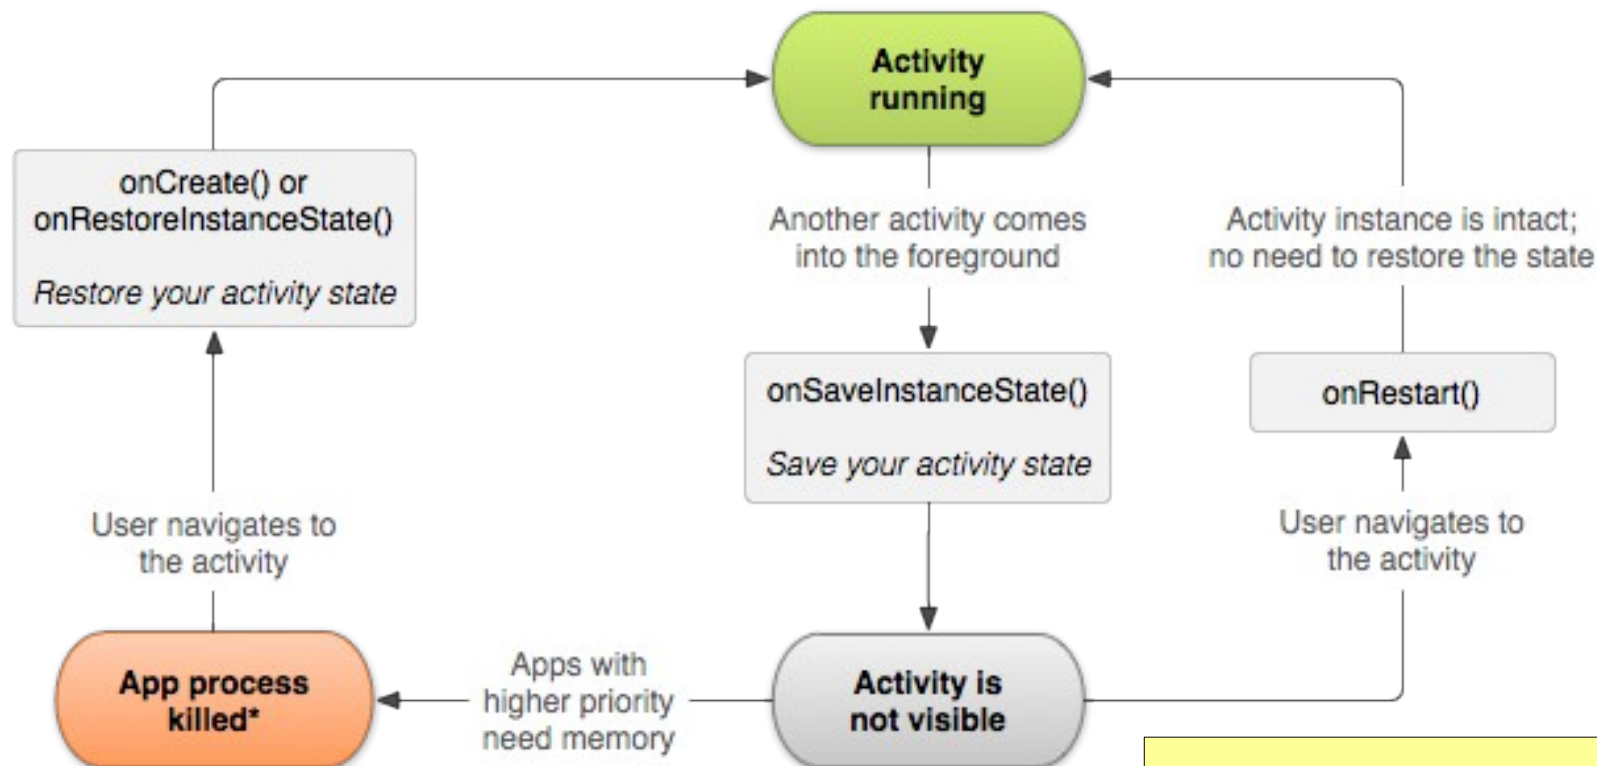 Activity
running
onCreate() or
onRestoreInstanceState()
Restore your activity state
Another activity comes
into the foreground
Activity instance is intact;
no need to restore the state
onSaveInstanceState()
Save your activity state
onRestart()
User navigates to
the activity
User navigates to
the activity
App process
killed*
Apps with
higher priority
need memory
Activity is
not visible